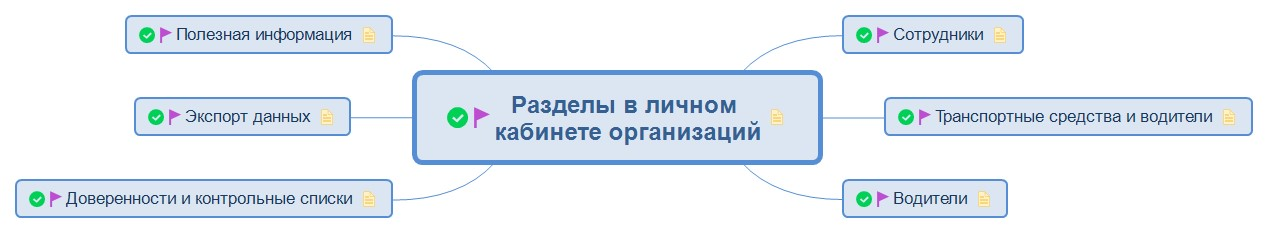 Полезная информация
Экспорт данных
Доверенности и контрольные списки
Разделы в личном
кабинете организаций
Сотрудники
Транспортные средства и водители
Водители